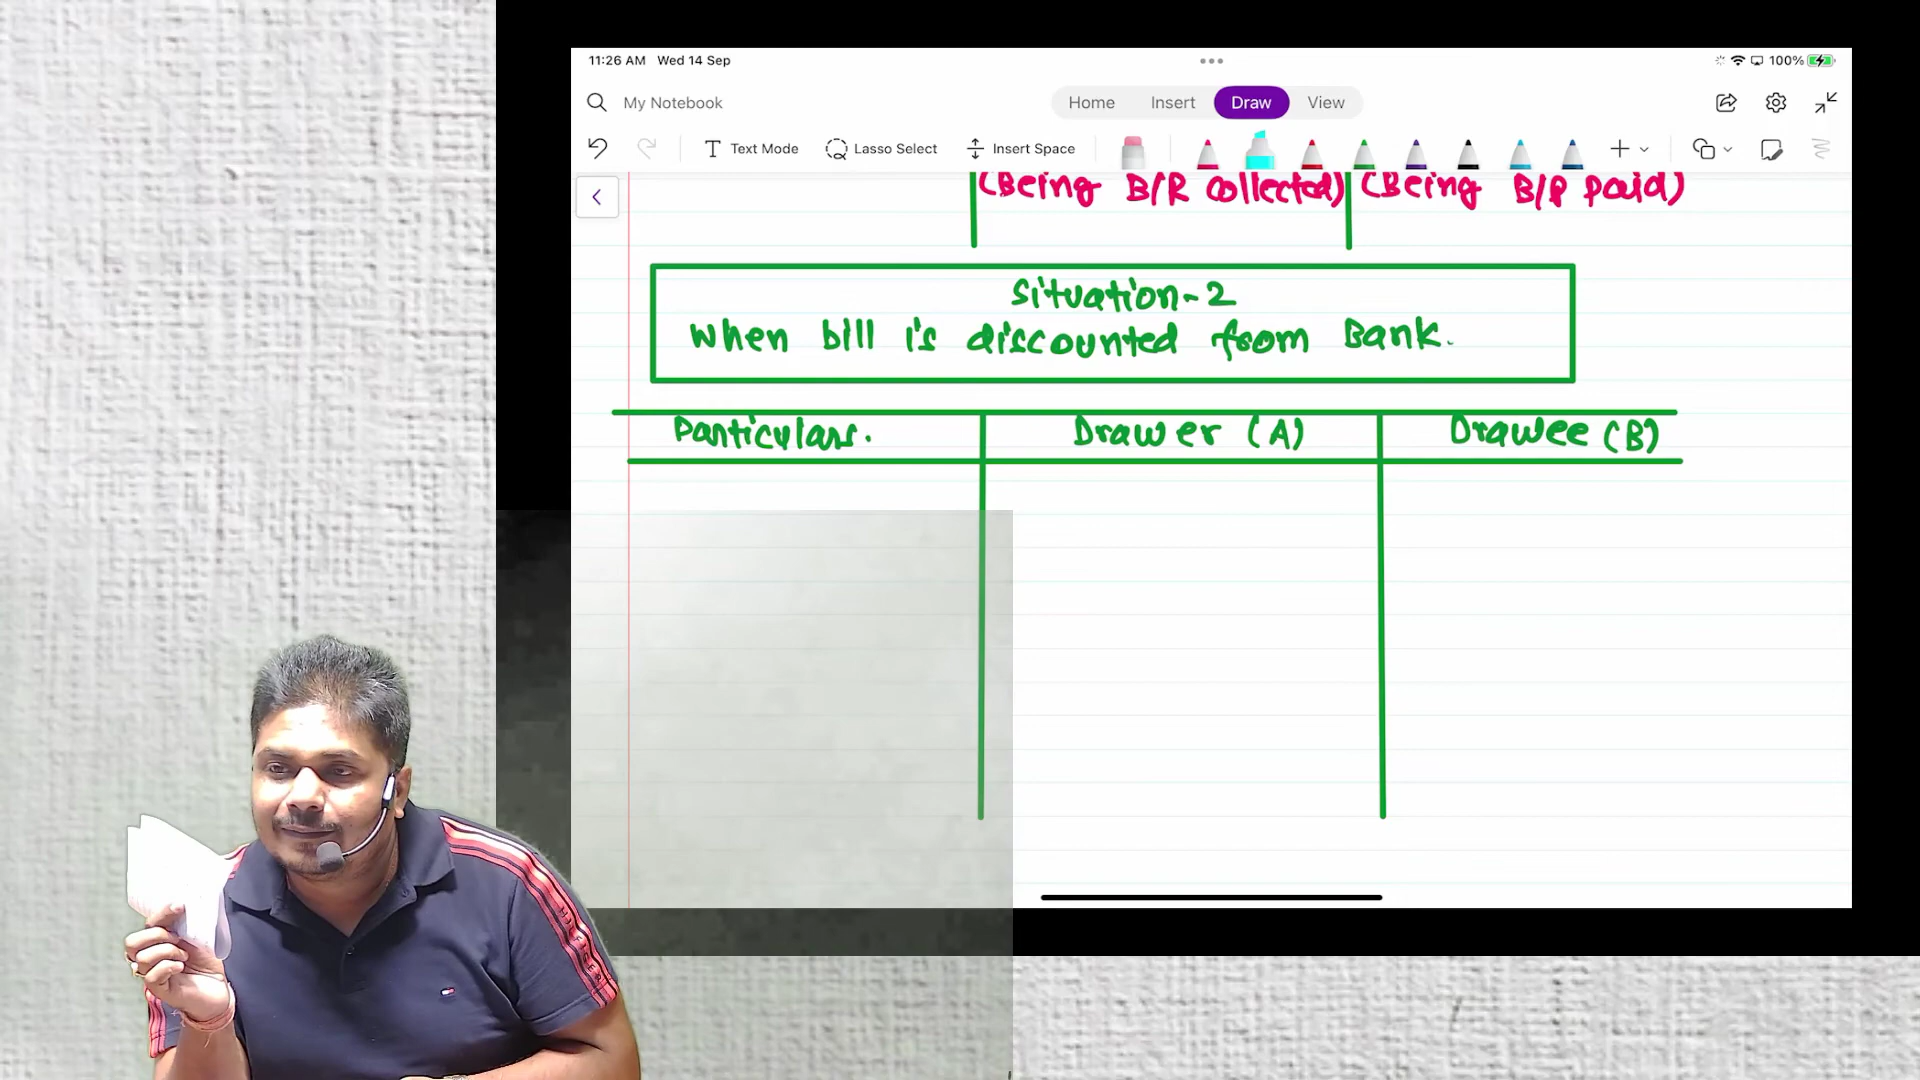 11:26 AM Wed 14 Sep
100%
My Notebook
Home Insert Draw View
Text Mode Lasso Select Insert Space
(Being B/R collected) (Being B/P paid)
Situation-2
When bill is discounted from Bank.
Particulars. Drawer (A) Drawee (B)